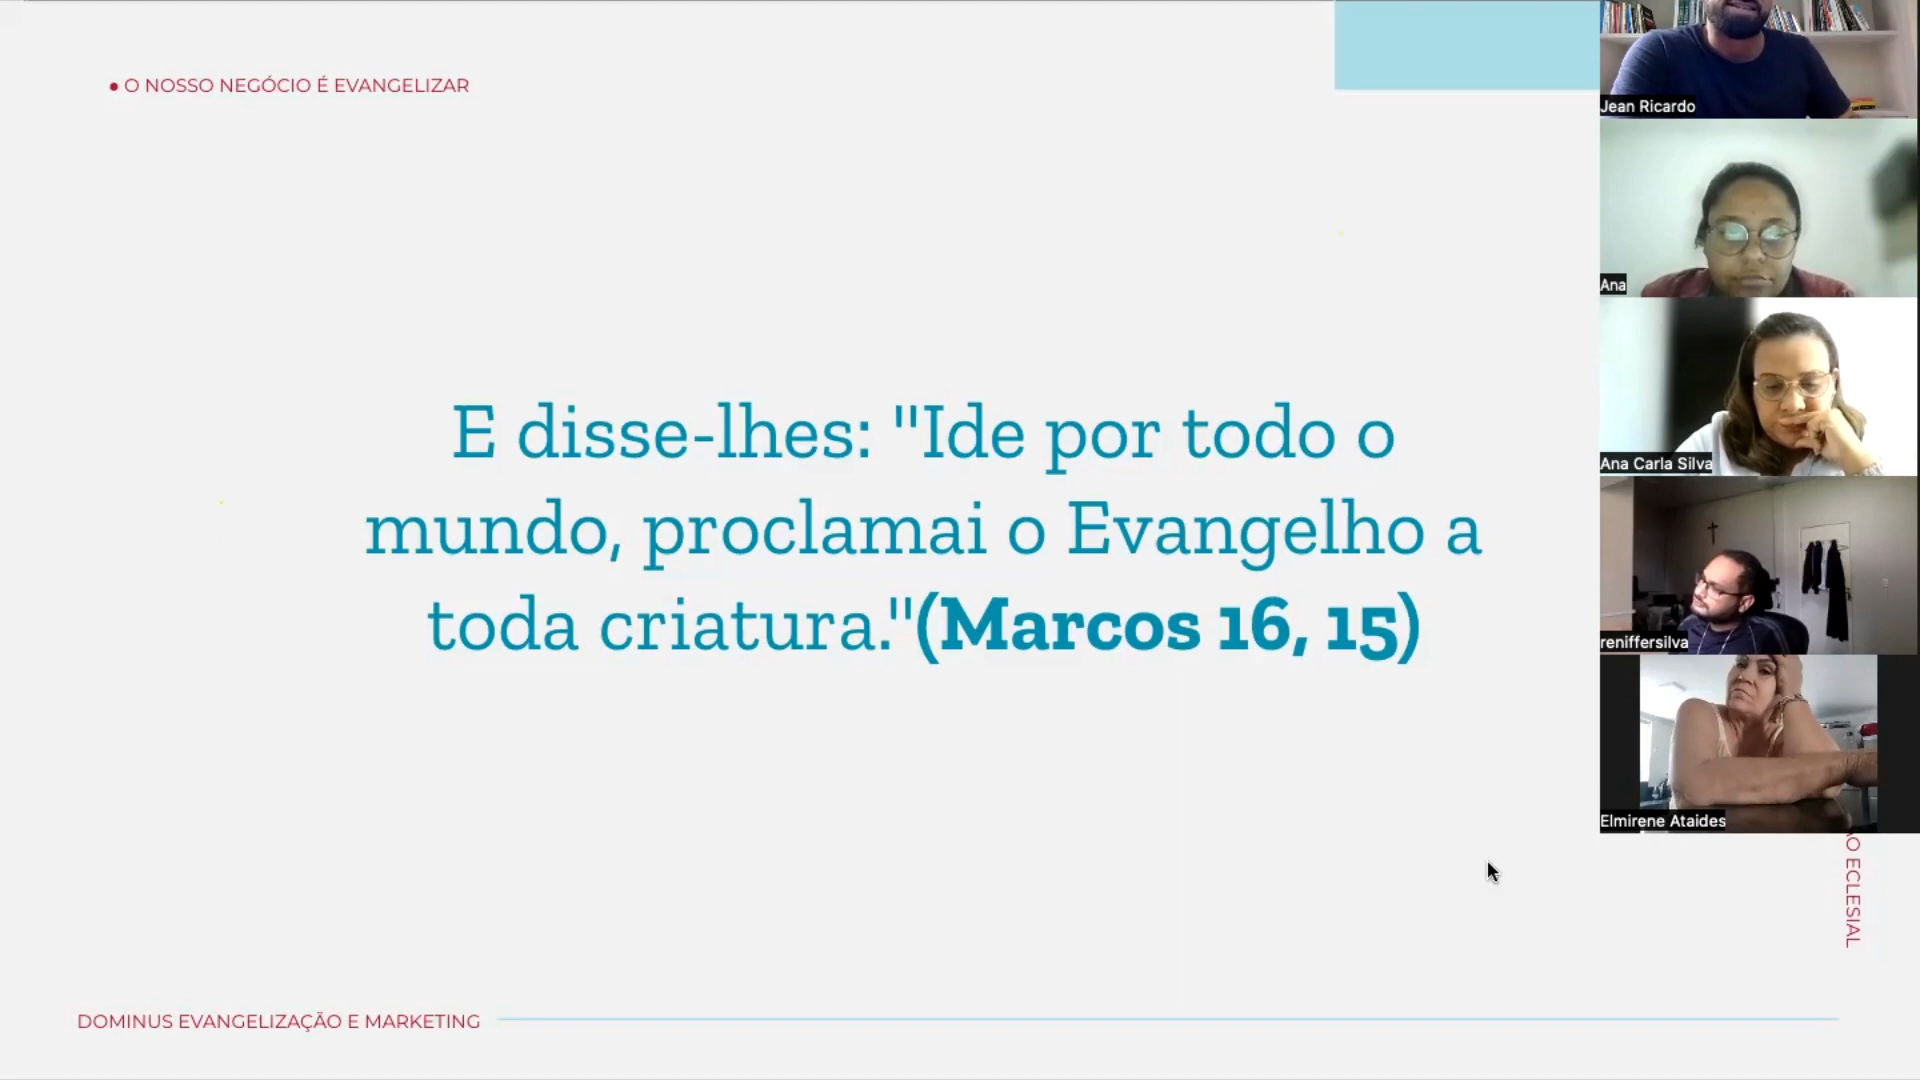 • O NOSSO NEGÓCIO É EVANGELIZAR
E disse-lhes: "Ide por todo o
mundo, proclamai o Evangelho a
toda criatura."(Marcos 16, 15)
Jean Ricardo
Ana
Ana Carla Silva
reniffersilva
Elmirene Ataides
ECLESIAL
DOMINUS EVANGELIZAÇÃO E MARKETING